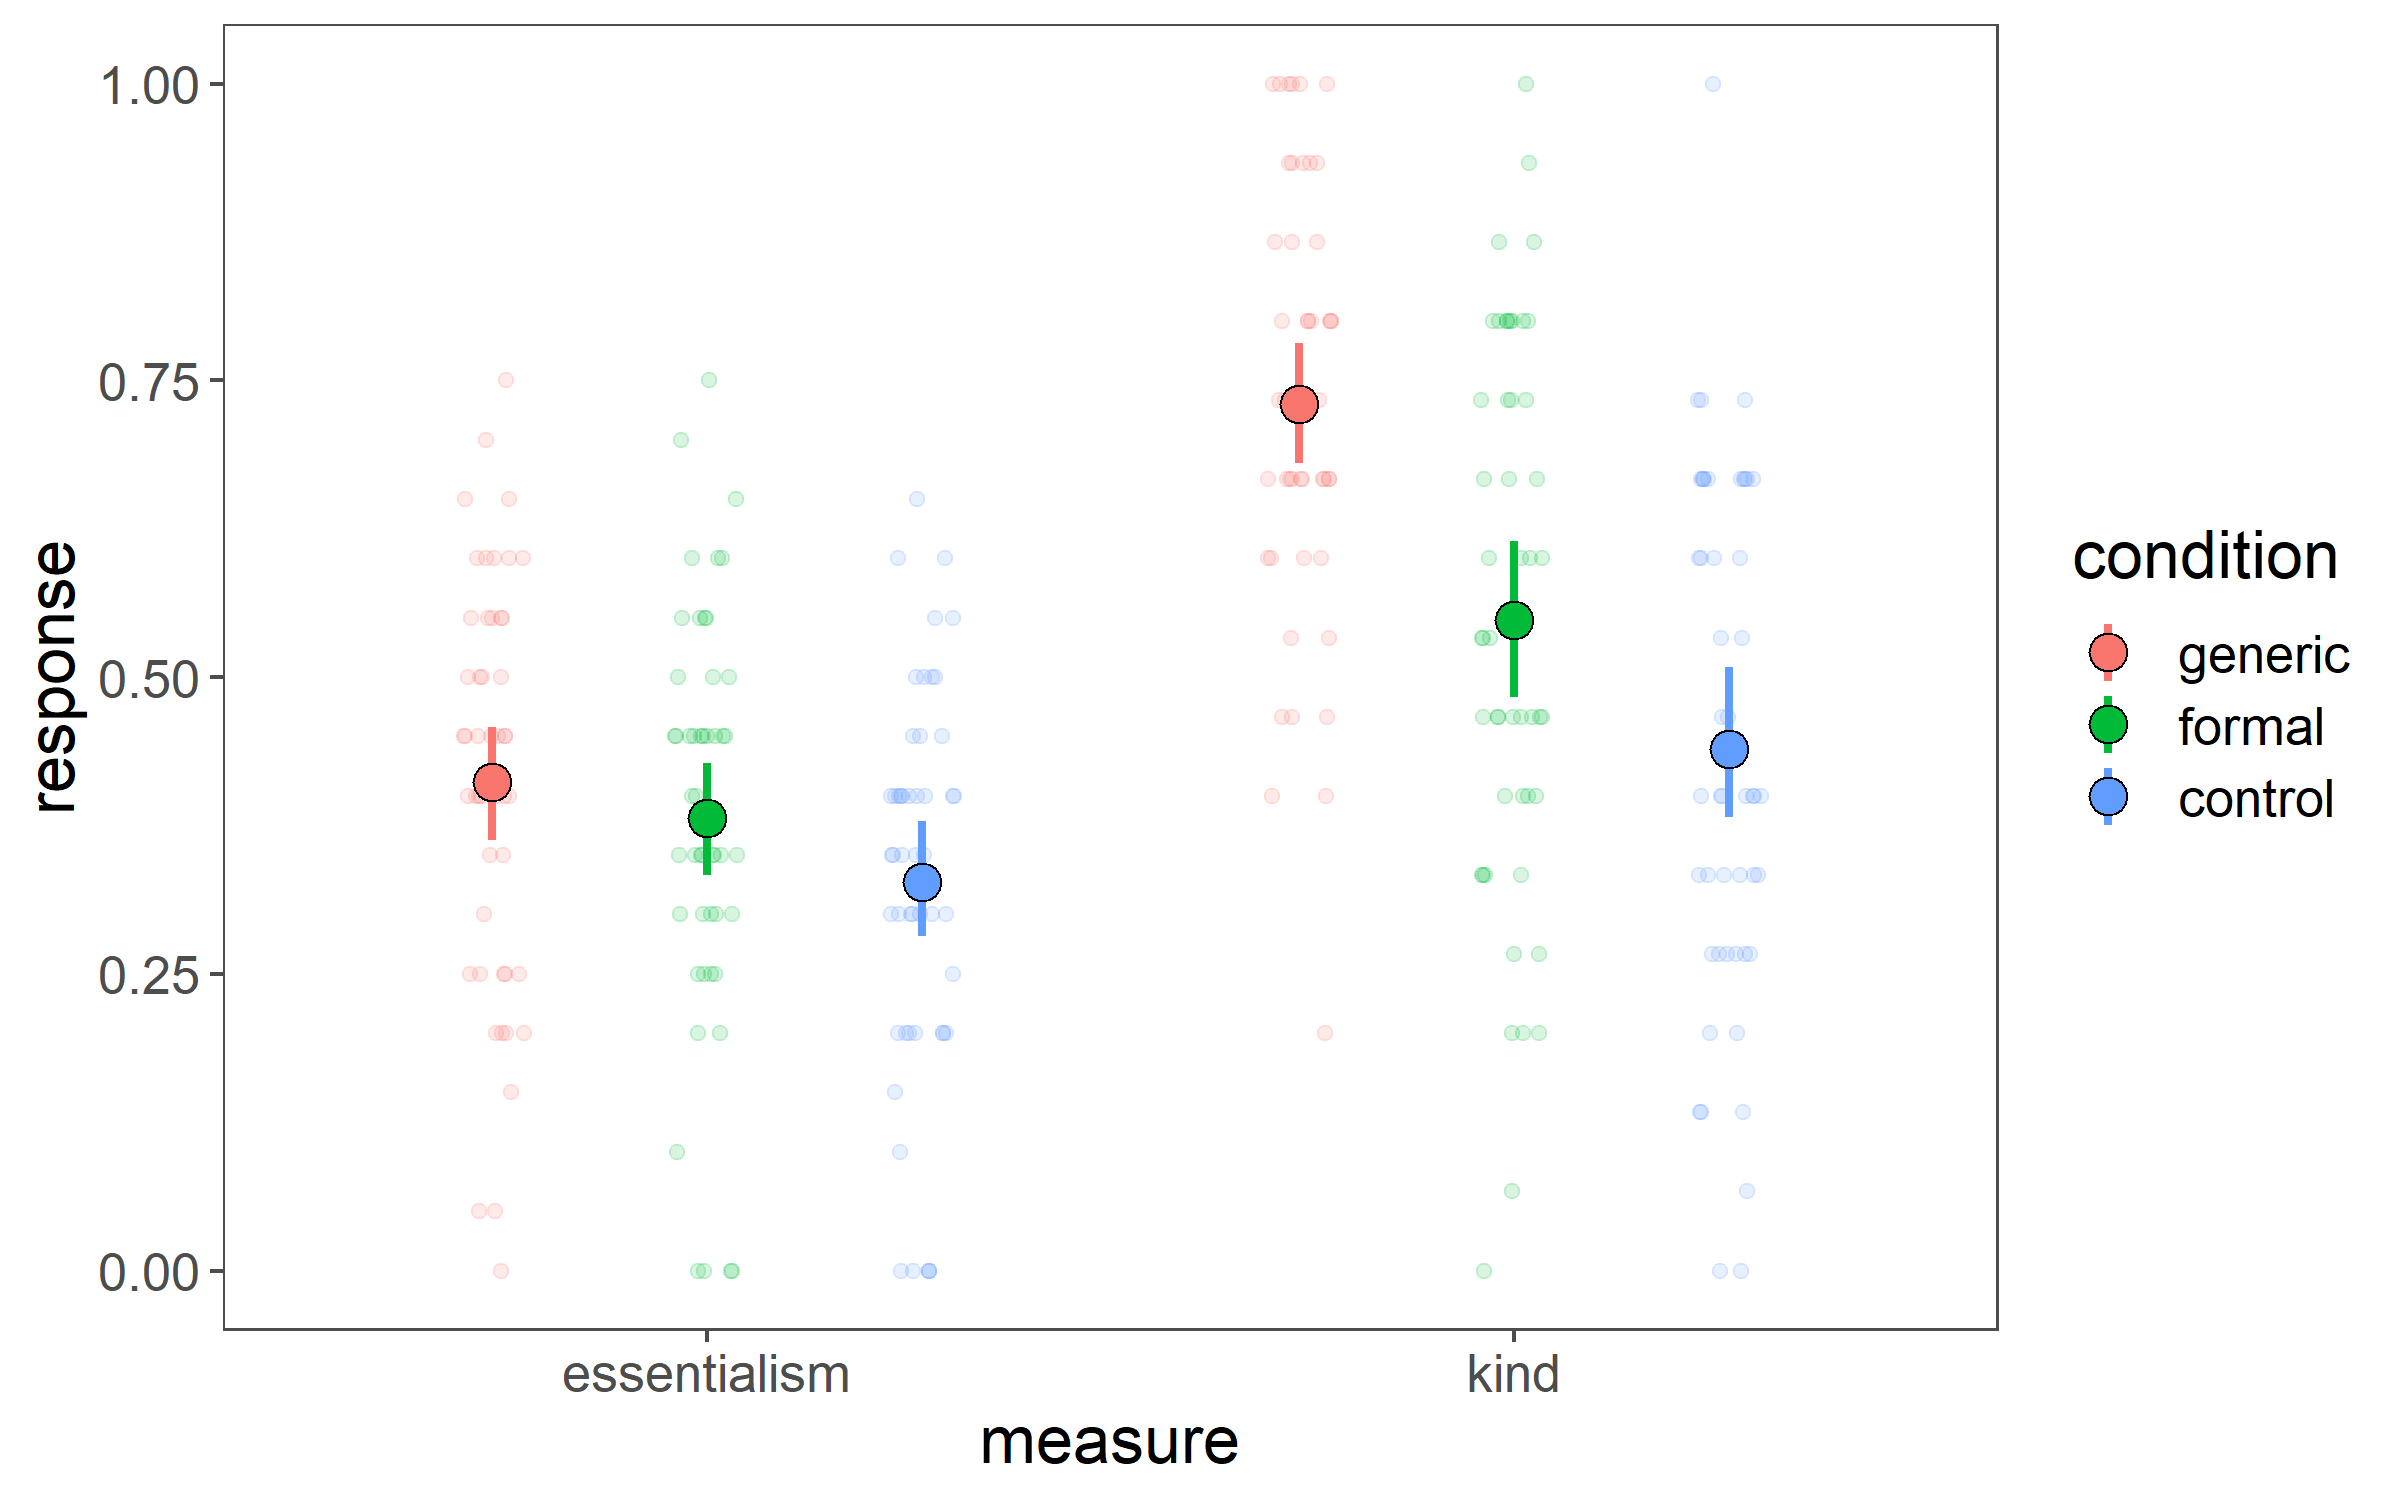 1.00
0.75
0.50
0.25
0.00
response
essentialism
kind
measure
condition
generic
formal
control